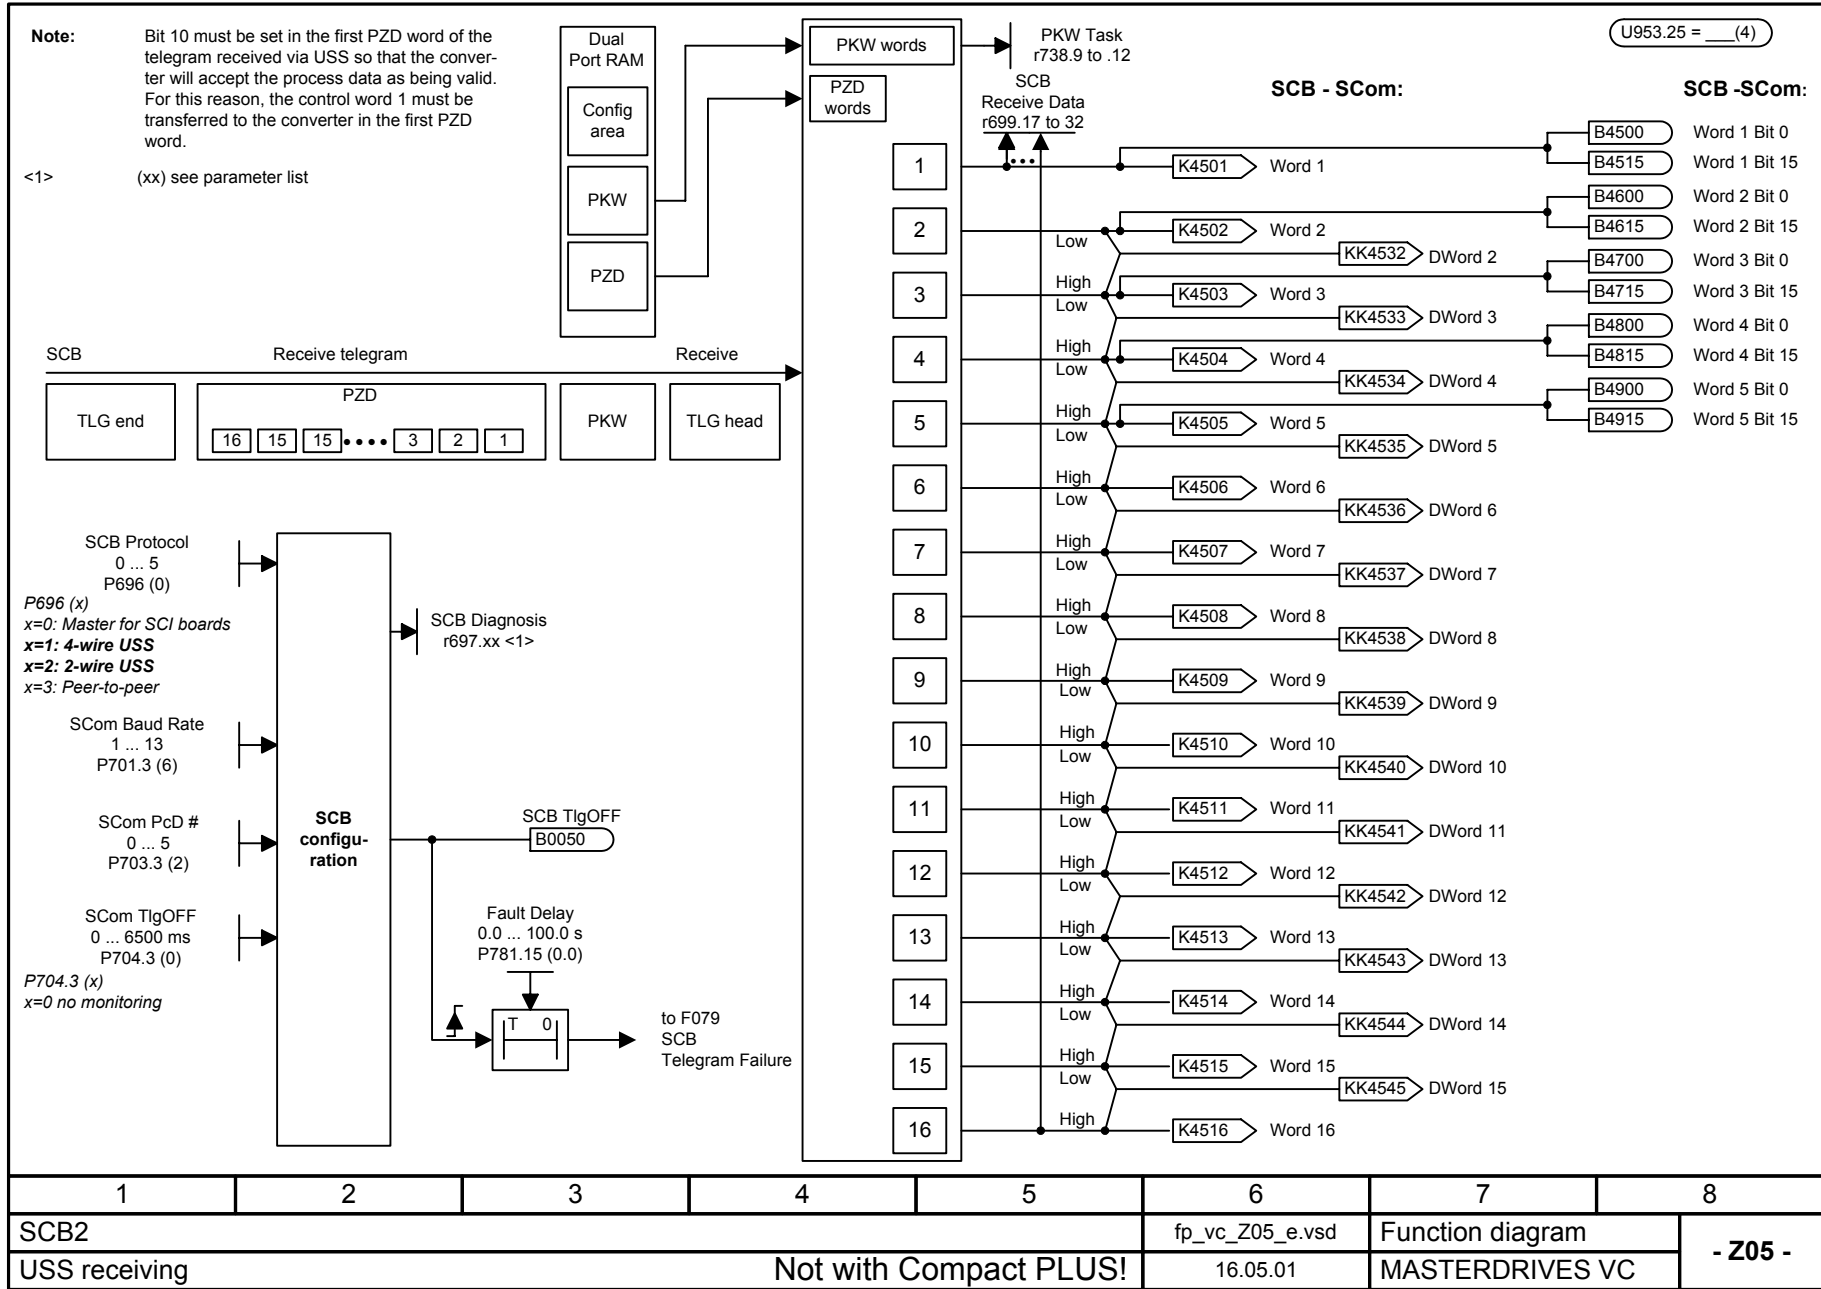 Note:
Bit 10 must be set in the first PZD word of the
telegram received via USS so that the conver-
ter will accept the process data as being valid.
For this reason, the control word 1 must be
transferred to the converter in the first PZD
word.
<1>
(xx) see parameter list
Dual
Port RAM
Config
area
PKW
PZD
PKW words
PZD
words
PKW Task
r738.9 to .12
SCB
Receive Data
r699.17 to 32
U953.25 = ___(4)
SCB - SCom:
SCB -SCom:
1
K4501
Word 1
B4500
Word 1 Bit 0
B4515
Word 1 Bit 15
2
Low
K4502
Word 2
KK4532
DWord 2
B4600
Word 2 Bit 0
B4615
Word 2 Bit 15
3
High
Low
K4503
Word 3
KK4533
DWord 3
B4700
Word 3 Bit 0
B4715
Word 3 Bit 15
4
High
Low
K4504
Word 4
KK4534
DWord 4
B4800
Word 4 Bit 0
B4815
Word 4 Bit 15
5
High
Low
K4505
Word 5
KK4535
DWord 5
B4900
Word 5 Bit 0
B4915
Word 5 Bit 15
6
High
Low
K4506
Word 6
KK4536
DWord 6
7
High
Low
K4507
Word 7
KK4537
DWord 7
8
High
Low
K4508
Word 8
KK4538
DWord 8
9
High
Low
K4509
Word 9
KK4539
DWord 9
10
High
Low
K4510
Word 10
KK4540
DWord 10
11
High
Low
K4511
Word 11
KK4541
DWord 11
12
High
Low
K4512
Word 12
KK4542
DWord 12
13
High
Low
K4513
Word 13
KK4543
DWord 13
14
High
Low
K4514
Word 14
KK4544
DWord 14
15
High
Low
K4515
Word 15
KK4545
DWord 15
16
High
K4516
Word 16
SCB
Receive telegram
Receive
TLG end
PZD
16 15 15 •••• 3 2 1
PKW
TLG head
SCB Protocol
0 ... 5
P696 (0)
P696 (x)
x=0: Master for SCI boards
x=1: 4-wire USS
x=2: 2-wire USS
x=3: Peer-to-peer
SCom Baud Rate
1 ... 13
P701.3 (6)
SCom PcD #
0 ... 5
P703.3 (2)
SCom TlgOFF
0 ... 6500 ms
P704.3 (0)
P704.3 (x)
x=0 no monitoring
SCB
configu-
ration
SCB Diagnosis
r697.xx <1>
SCB TlgOFF
B0050
Fault Delay
0.0 ... 100.0 s
P781.15 (0.0)
T 0
to F079
SCB
Telegram Failure
1 2 3 4 5 6 7 8
SCB2
fp_vc_Z05_e.vsd
Function diagram
- Z05 -
USS receiving
Not with Compact PLUS!
16.05.01
MASTERDRIVES VC